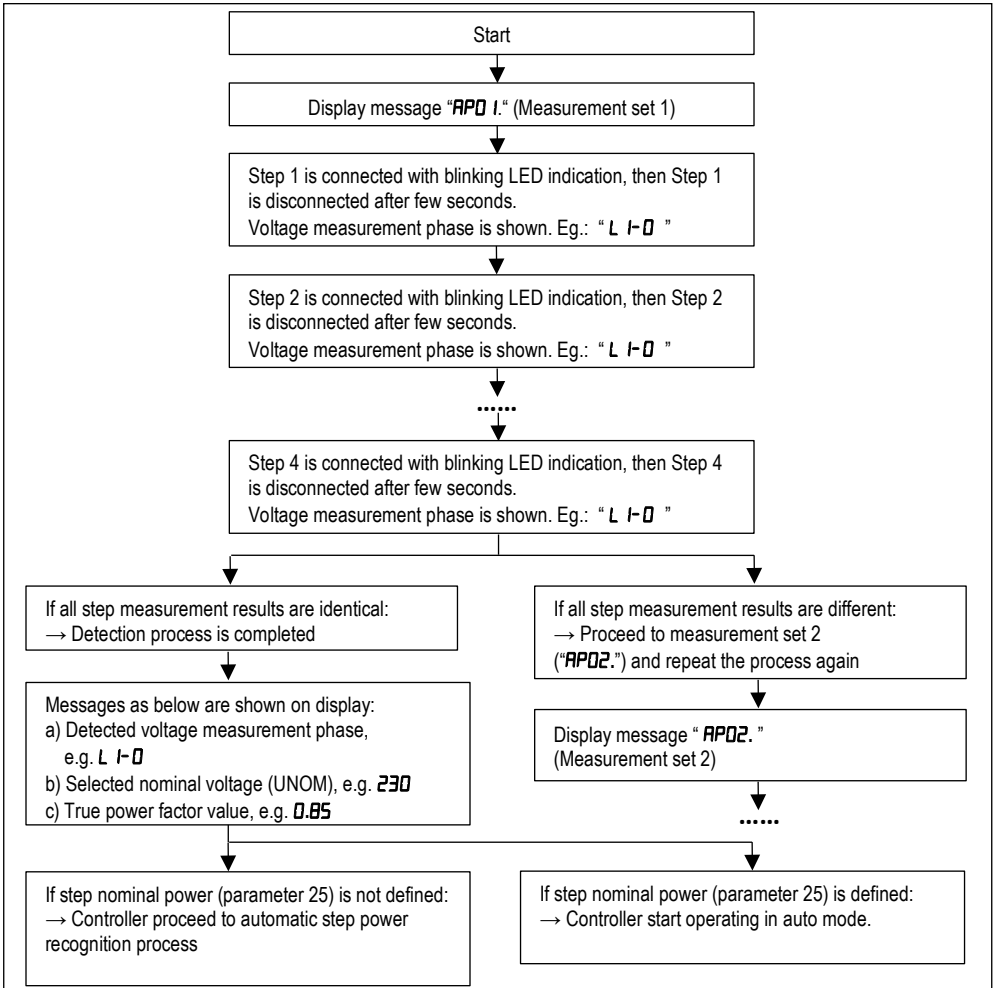 Start
Display message “AP01.“ (Measurement set 1)
Step 1 is connected with blinking LED indication, then Step 1
is disconnected after few seconds.
Voltage measurement phase is shown. Eg.: “ L1-0 ”
Step 2 is connected with blinking LED indication, then Step 2
is disconnected after few seconds.
Voltage measurement phase is shown. Eg.: “ L1-0 ”
......
Step 4 is connected with blinking LED indication, then Step 4
is disconnected after few seconds.
Voltage measurement phase is shown. Eg.: “ L1-0 ”
If all step measurement results are identical:
→ Detection process is completed
If all step measurement results are different:
→ Proceed to measurement set 2
(“AP02.”) and repeat the process again
Messages as below are shown on display:
a) Detected voltage measurement phase,
e.g. L1-0
b) Selected nominal voltage (UNOM), e.g. 230
c) True power factor value, e.g. 0.85
Display message “ AP02. ”
(Measurement set 2)
......
If step nominal power (parameter 25) is not defined:
→ Controller proceed to automatic step power
recognition process
If step nominal power (parameter 25) is defined:
→ Controller start operating in auto mode.